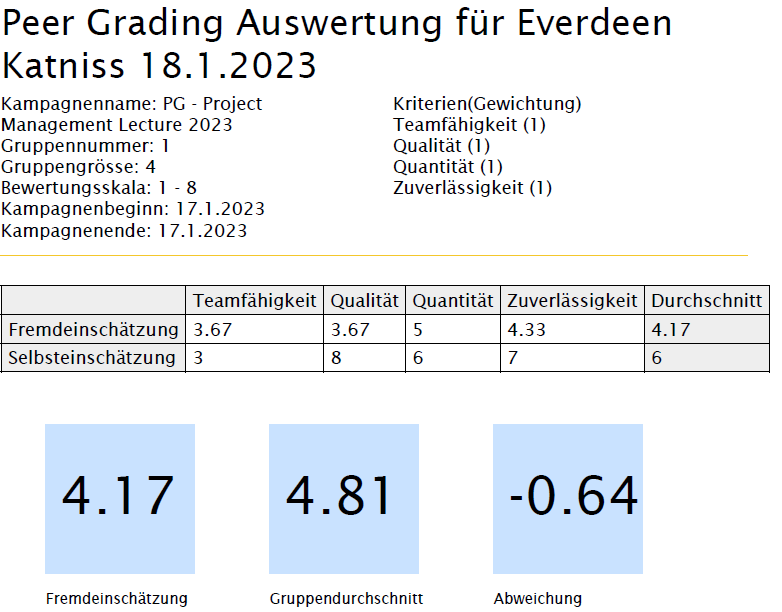 Peer Grading Auswertung für Everdeen
Katniss 18.1.2023
Kampagnenname: PG - Project
Management Lecture 2023
Gruppennummer: 1
Gruppengrösse: 4
Bewertungsskala: 1 - 8
Kampagnenbeginn: 17.1.2023
Kampagnenende: 17.1.2023
Kriterien(Gewichtung)
Teamfähigkeit (1)
Qualität (1)
Quantität (1)
Zuverlässigkeit (1)
Teamfähigkeit Qualität Quantität Zuverlässigkeit Durchschnitt
Fremdeinschätzung 3.67 3.67 5 4.33 4.17
Selbsteinschätzung 3 8 6 7 6
4.17 4.81 -0.64
Fremdeinschätzung Gruppendurchschnitt Abweichung